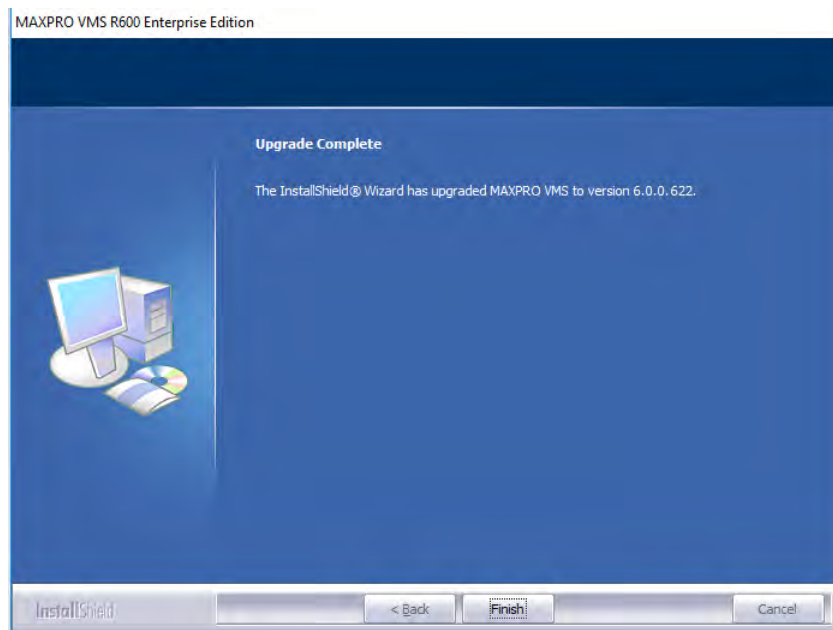 MAXPRO VMS R600 Enterprise Edition
Upgrade Complete
The InstallShield® Wizard has upgraded MAXPRO VMS to version 6.0.0.622.
InstallShield
< Back Finish Cancel